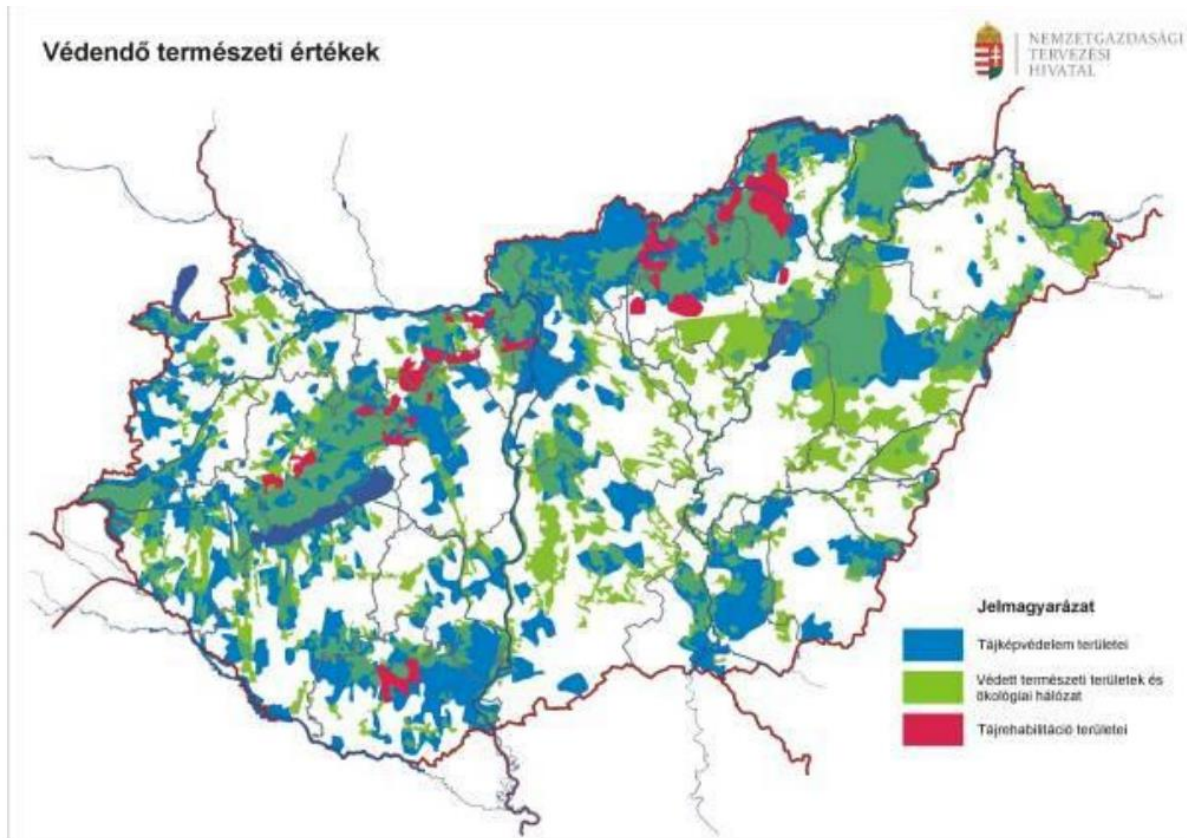 Védendő természeti értékek
NEMZETGAZDASÁGI
TERVEZÉSI
HIVATAL
Jelmagyarázat
Tájképvédelem területei
Védett természeti területek és
ökológiai hálózat
Tájrehabilitáció területei